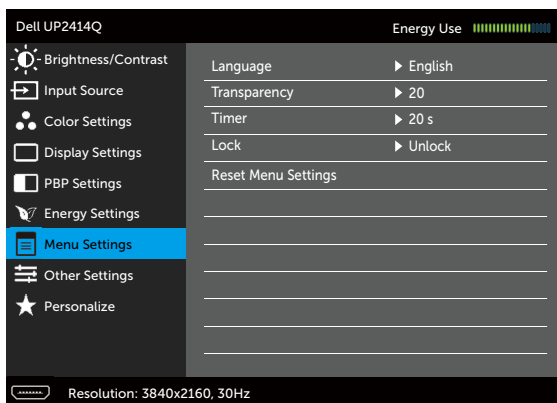 Dell UP2414Q
Energy Use
Brightness/Contrast
Input Source
Color Settings
Display Settings
PBP Settings
Energy Settings
Menu Settings
Other Settings
Personalize
Language English
Transparency 20
Timer 20 s
Lock Unlock
Reset Menu Settings
Resolution: 3840x2160, 30Hz